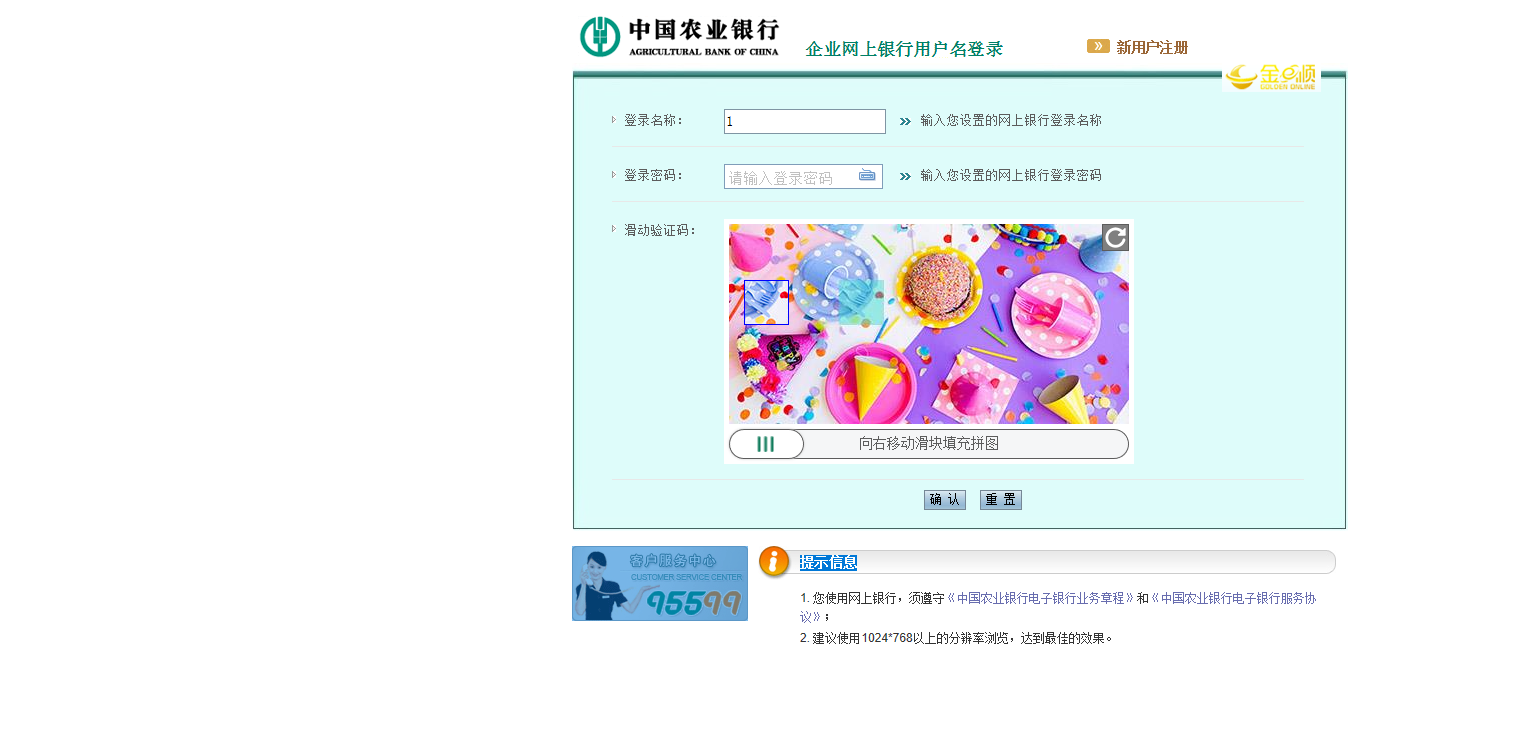 中国农业银行
AGRICULTURAL BANK OF CHINA
企业网上银行用户名登录
新用户注册
金e顺
GOLDEN ONLINE
登录名称：
1
输入您设置的网上银行登录名称
登录密码：
请输入登录密码
输入您设置的网上银行登录密码
滑动验证码：
向右移动滑块填充拼图
确 认
重 置
客户服务中心
CUSTOMER SERVICE CENTER
95599
提示信息
1. 您使用网上银行，须遵守《中国农业银行电子银行业务章程》和《中国农业银行电子银行服务协
议》；
2. 建议使用1024*768以上的分辨率浏览，达到最佳的效果。